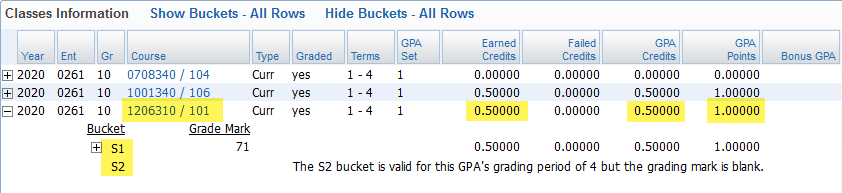 Classes Information Show Buckets - All Rows Hide Buckets - All Rows
Year Ent Gr Course Type Graded Terms GPA Set Earned Credits Failed Credits GPA Credits GPA Points Bonus GPA
2020 0261 10 0708340 / 104 Curr yes 1 - 4 1 0.00000 0.00000 0.00000 0.00000
2020 0261 10 1001340 / 106 Curr yes 1 - 4 1 0.50000 0.00000 0.50000 0.50000
2020 0261 10 1206310 / 101 Curr yes 1 - 4 1 0.50000 0.00000 0.50000 1.00000
Bucket Grade Mark
S1 71 0.50000 0.00000 0.50000 1.00000
S2 The S2 bucket is valid for this GPA's grading period of 4 but the grading mark is blank.